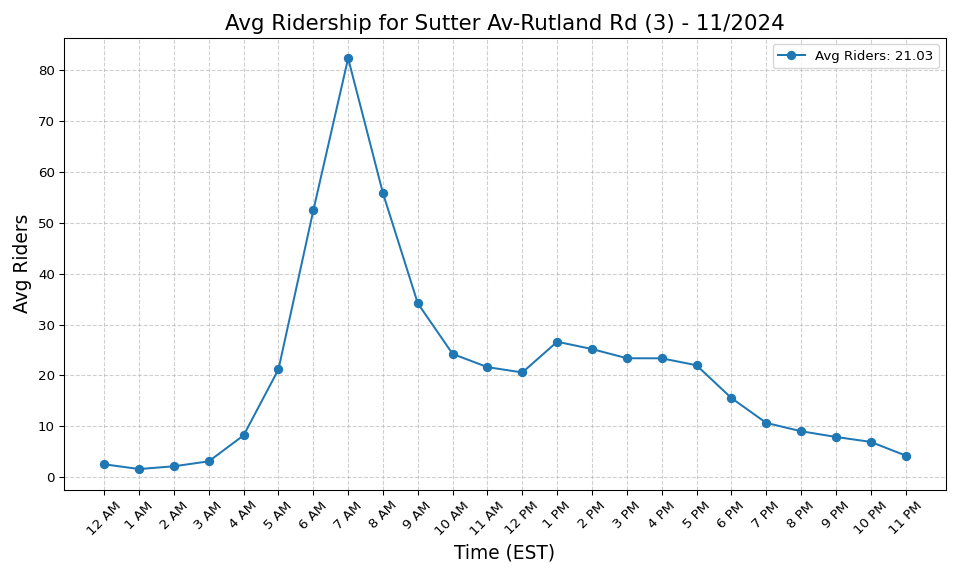 Avg Ridership for Sutter Av-Rutland Rd (3) - 11/2024
Avg Riders: 21.03
Avg Riders
80
70
60
50
40
30
20
10
0
12 AM
1 AM
2 AM
3 AM
4 AM
5 AM
6 AM
7 AM
8 AM
9 AM
10 AM
11 AM
12 PM
1 PM
2 PM
3 PM
4 PM
5 PM
6 PM
7 PM
8 PM
9 PM
10 PM
11 PM
Time (EST)